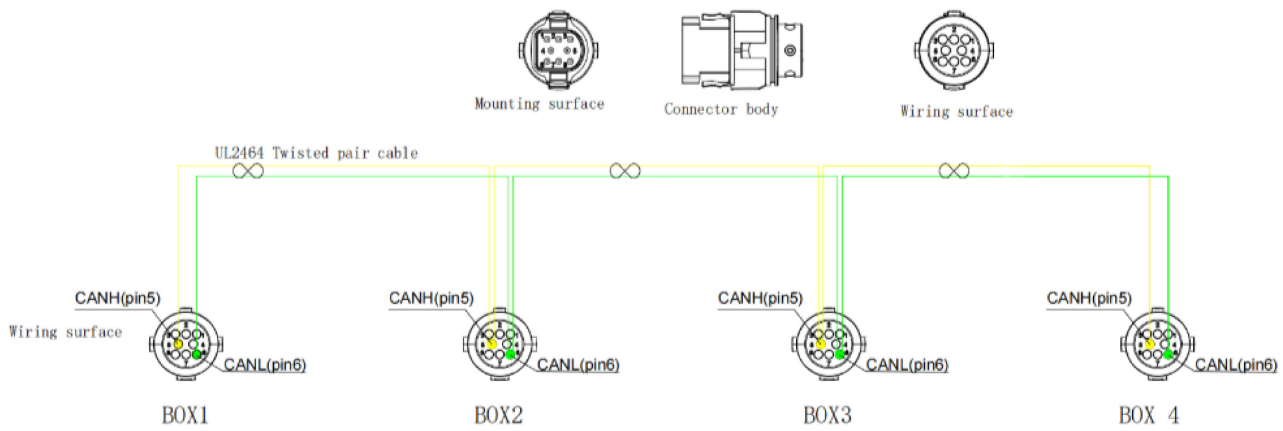 Mounting surface
Connector body
Wiring surface
UL2464 Twisted pair cable
CANH(pin5)
CANH(pin5)
CANH(pin5)
CANH(pin5)
Wiring surface
CANL(pin6)
CANL(pin6)
CANL(pin6)
CANL(pin6)
BOX1
BOX2
BOX3
BOX 4